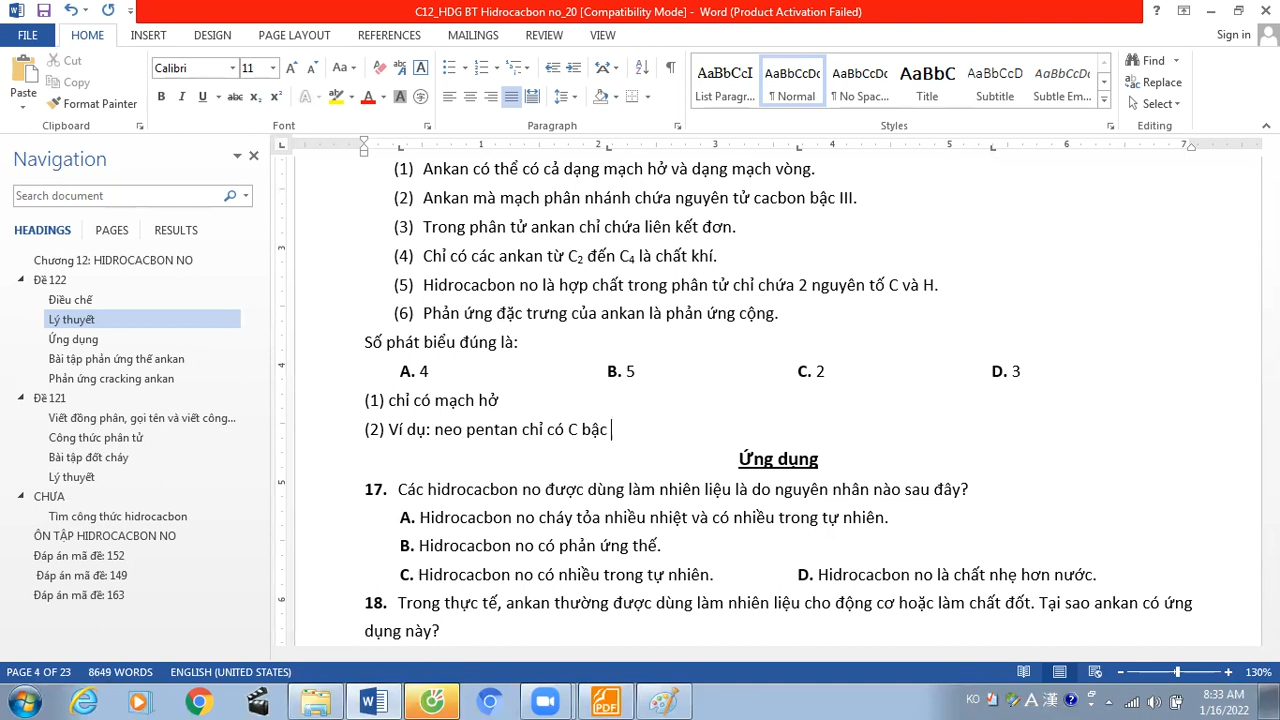 C12_HDG BT Hidrocacbon no_20 [Compatibility Mode] - Word (Product Activation Failed)
FILE HOME INSERT DESIGN PAGE LAYOUT REFERENCES MAILINGS REVIEW VIEW Sign in
Cut
Copy
Format Painter
Paste
Clipboard
Calibri 11
Font
Paragraph
AaBbCcI AaBbCcDc AaBbCcDc AaBbC AaBbCcDc AaBbCcDc
List Paragr... ¶ Normal ¶ No Spac... Title Subtitle Subtle Em...
Styles
Find
Replace
Select
Editing
Navigation
Search document
HEADINGS PAGES RESULTS
Chương 12: HIDROCACBON NO
Đề 122
Điều chế
Lý thuyết
Ứng dụng
Bài tập phản ứng thế ankan
Phản ứng cracking ankan
Đề 121
Viết đồng phân, gọi tên và viết công...
Công thức phân tử
Bài tập đốt cháy
Lý thuyết
CHƯA
Tìm công thức hidrocacbon
ÔN TẬP HIDROCACBON NO
Đáp án mã đề: 152
Đáp án mã đề: 149
Đáp án mã đề: 163
1 2 3 4 5 6 7
3
4
5
6
(1) Ankan có thể có cả dạng mạch hở và dạng mạch vòng.
(2) Ankan mà mạch phân nhánh chứa nguyên tử cacbon bậc III.
(3) Trong phân tử ankan chỉ chứa liên kết đơn.
(4) Chỉ có các ankan từ C₂ đến C₄ là chất khí.
(5) Hidrocacbon no là hợp chất trong phân tử chỉ chứa 2 nguyên tố C và H.
(6) Phản ứng đặc trưng của ankan là phản ứng cộng.
Số phát biểu đúng là:
A. 4 B. 5 C. 2 D. 3
(1) chỉ có mạch hở
(2) Ví dụ: neo pentan chỉ có C bậc
Ứng dụng
17. Các hidrocacbon no được dùng làm nhiên liệu là do nguyên nhân nào sau đây?
A. Hidrocacbon no cháy tỏa nhiều nhiệt và có nhiều trong tự nhiên.
B. Hidrocacbon no có phản ứng thế.
C. Hidrocacbon no có nhiều trong tự nhiên. D. Hidrocacbon no là chất nhẹ hơn nước.
18. Trong thực tế, ankan thường được dùng làm nhiên liệu cho động cơ hoặc làm chất đốt. Tại sao ankan có ứng
dụng này?
PAGE 4 OF 23 8649 WORDS ENGLISH (UNITED STATES) 130%
KO 8:33 AM
1/16/2022